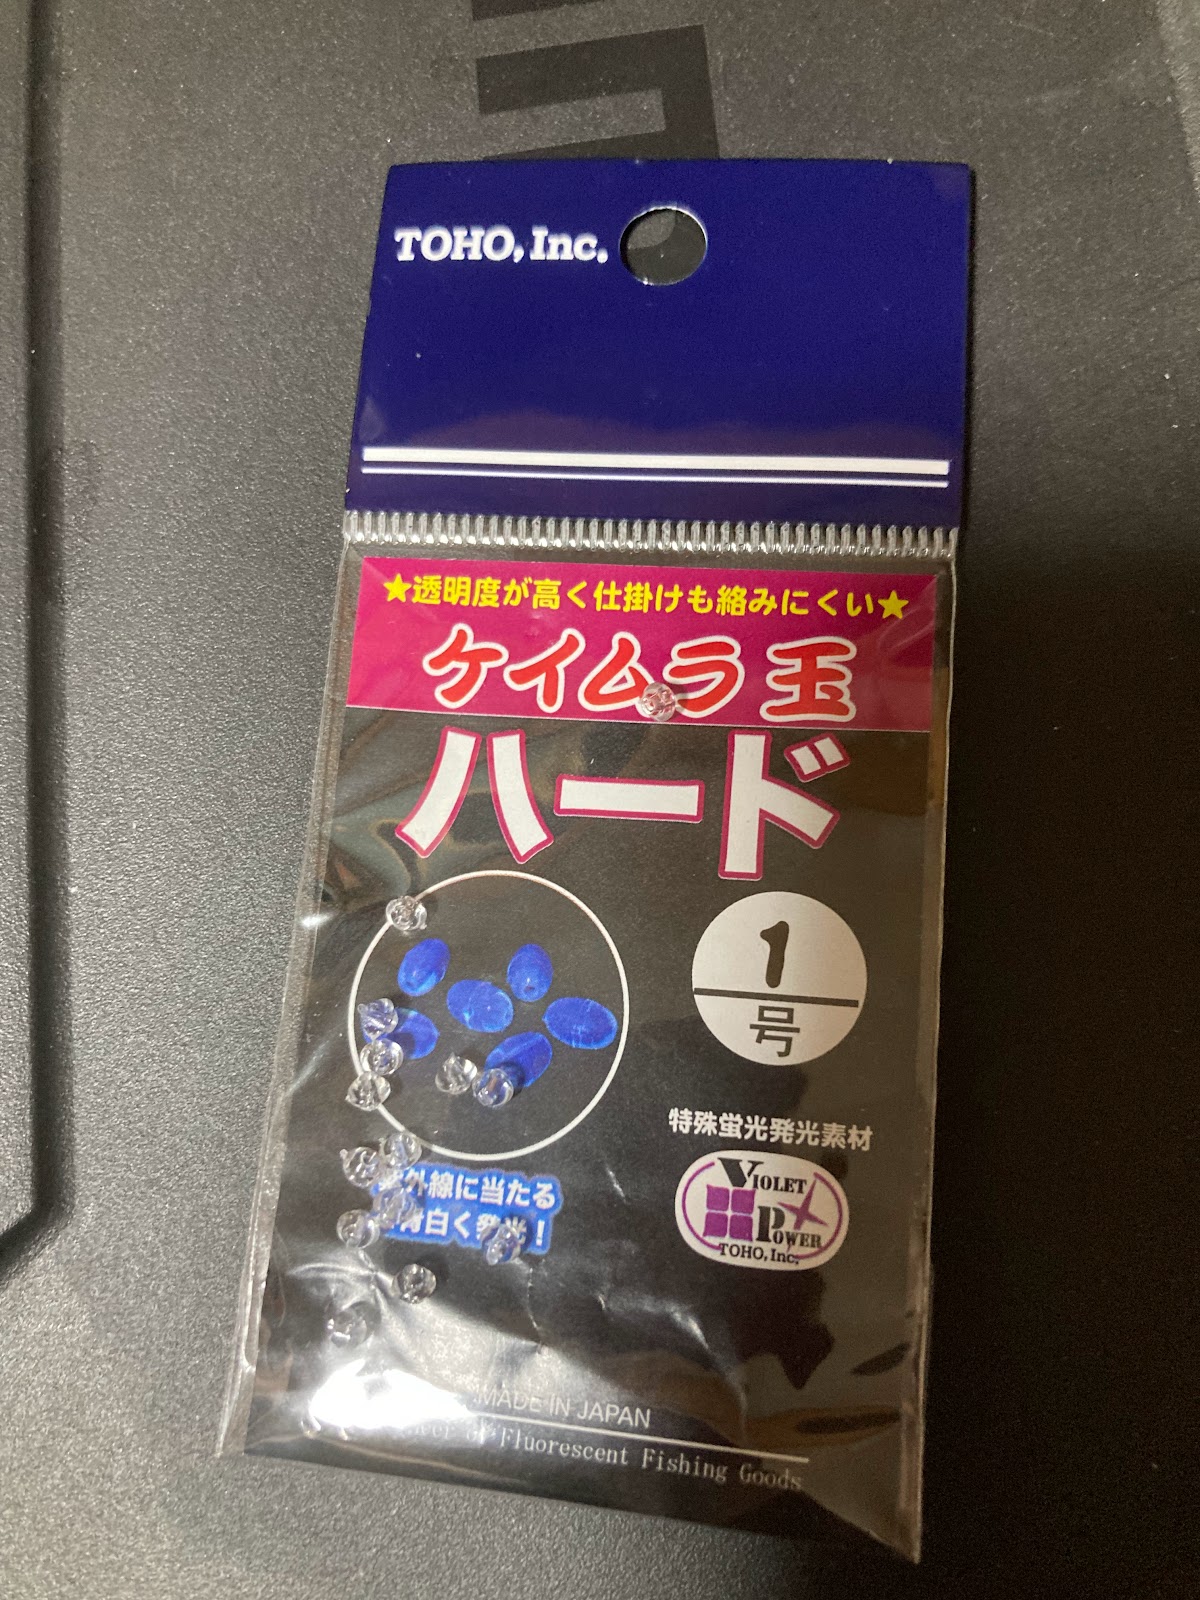 TOHO, Inc.
★透明度が高く仕掛けも絡みにくい★
ケイムラ玉
ハード
1
号
特殊蛍光発光素材
VIOLET
POWER
TOHO, Inc.
外線に当たる
白く発光！
MADE IN JAPAN
of Fluorescent Fishing Goods